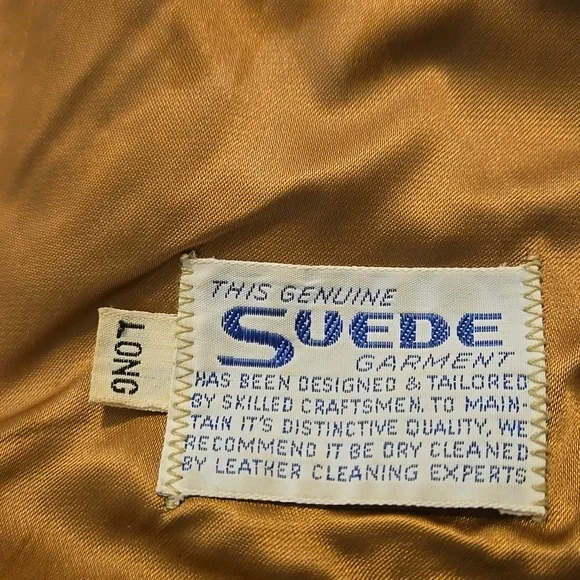 THIS GENUINE
SUEDE
GARMENT
HAS BEEN DESIGNED & TAILORED
BY SKILLED CRAFTSMEN. TO MAIN
TAIN IT'S DISTINCTIVE QUALITY, WE
RECOMMEND IT BE DRY CLEANED
BY LEATHER CLEANING EXPERTS
LONG